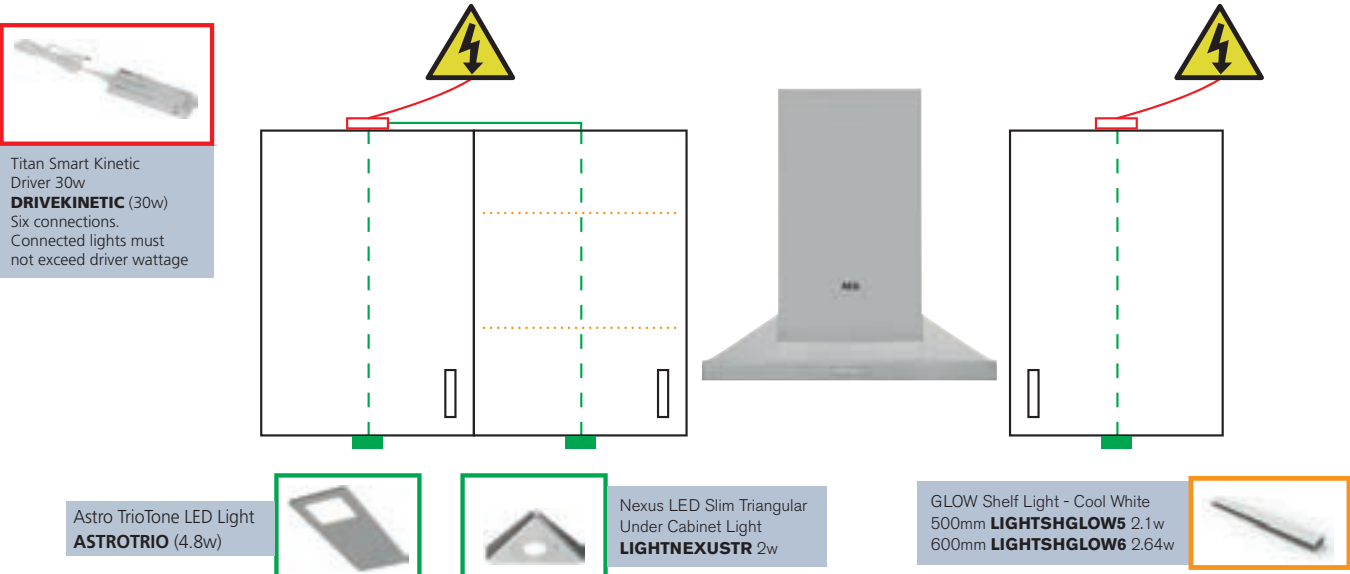 Titan Smart Kinetic
Driver 30w
DRIVEKINETIC (30w)
Six connections.
Connected lights must
not exceed driver wattage
AEG
Astro TrioTone LED Light
ASTROTRIO (4.8w)
Nexus LED Slim Triangular
Under Cabinet Light
LIGHTNEXUSTR 2w
GLOW Shelf Light - Cool White
500mm LIGHTSHGLOW5 2.1w
600mm LIGHTSHGLOW6 2.64w